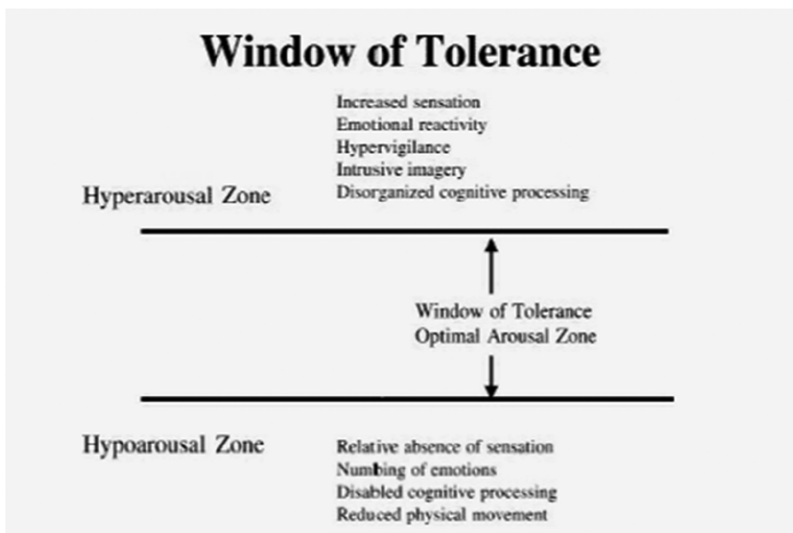 Window of Tolerance
Increased sensation
Emotional reactivity
Hypervigilance
Intrusive imagery
Hyperarousal Zone
Disorganized cognitive processing
Window of Tolerance
Optimal Arousal Zone
Hypoarousal Zone
Relative absence of sensation
Numbing of emotions
Disabled cognitive processing
Reduced physical movement